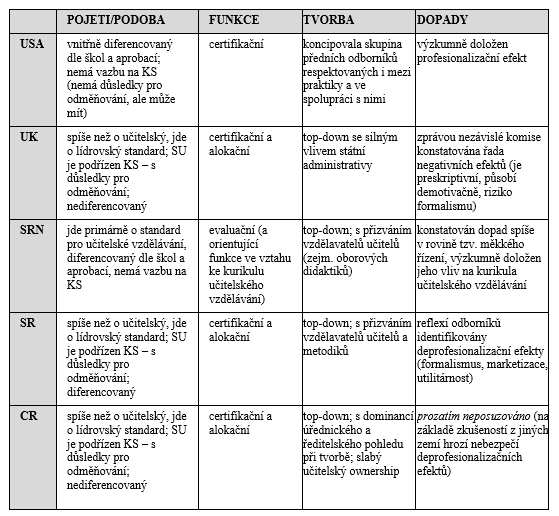 POJETI/PODOBA FUNKCE TVORBA DOPADY
USA
vnitřně diferencovaný
dle škol a aprobací;
nemá vazbu na KS
(nemá důsledky pro
odměňování, ale může
mít)
certifikační
koncipovala skupina
předních odborníků
respektovaných i mezi
praktiky a ve
spolupráci s nimi
výzkumně doložen
profesionalizační efekt
UK
spíše než o učitelský, jde
o lídrovský standard; SU
je podřízen KS – s
důsledky pro
odměňování;
nediferencovaný
certifikační a
alokační
top-down se silným
vlivem státní
administrativy
zprávou nezávislé komise
konstatována řada
negativních efektů (je
preskriptivní, působí
demotivačně, riziko
formalismu)
SRN
jde primárně o standard
pro učitelské vzdělávání,
diferencovaný dle škol a
aprobací, nemá vazbu na
KS
evaluační (a
orientující
funkce ve vztahu
ke kurikulu
učitelského
vzdělávání)
top-down; s přizváním
vzdělavatelů učitelů
(zejm. oborových
didaktiků)
konstatován dopad spíše
v rovině tzv. měkkého
řízení, výzkumně doložen
jeho vliv na kurikula
učitelského vzdělávání
SR
spíše než o učitelský, jde
o lídrovský standard; SU
je podřízen KS – s
důsledky pro
odměňování;
diferencovaný
certifikační a
alokační
top-down; s přizváním
vzdělavatelů učitelů a
metodiků
reflexí odborníků
identifikovány
deprofesionalizační efekty
(formalismus, marketizace,
utilitárnost)
CR
spíše než o učitelský, jde
o lídrovský standard; SU
je podřízen KS – s
důsledky pro
odměňování;
nediferencovaný
certifikační a
alokační
top-down; s dominancí
úřednického a
ředitelského pohledu
při tvorbě; slabý
učitelský ownership
prozatím neposuzováno (na
základě zkušeností z jiných
zemí hrozí nebezpečí
deprofesionalizačních
efektů)